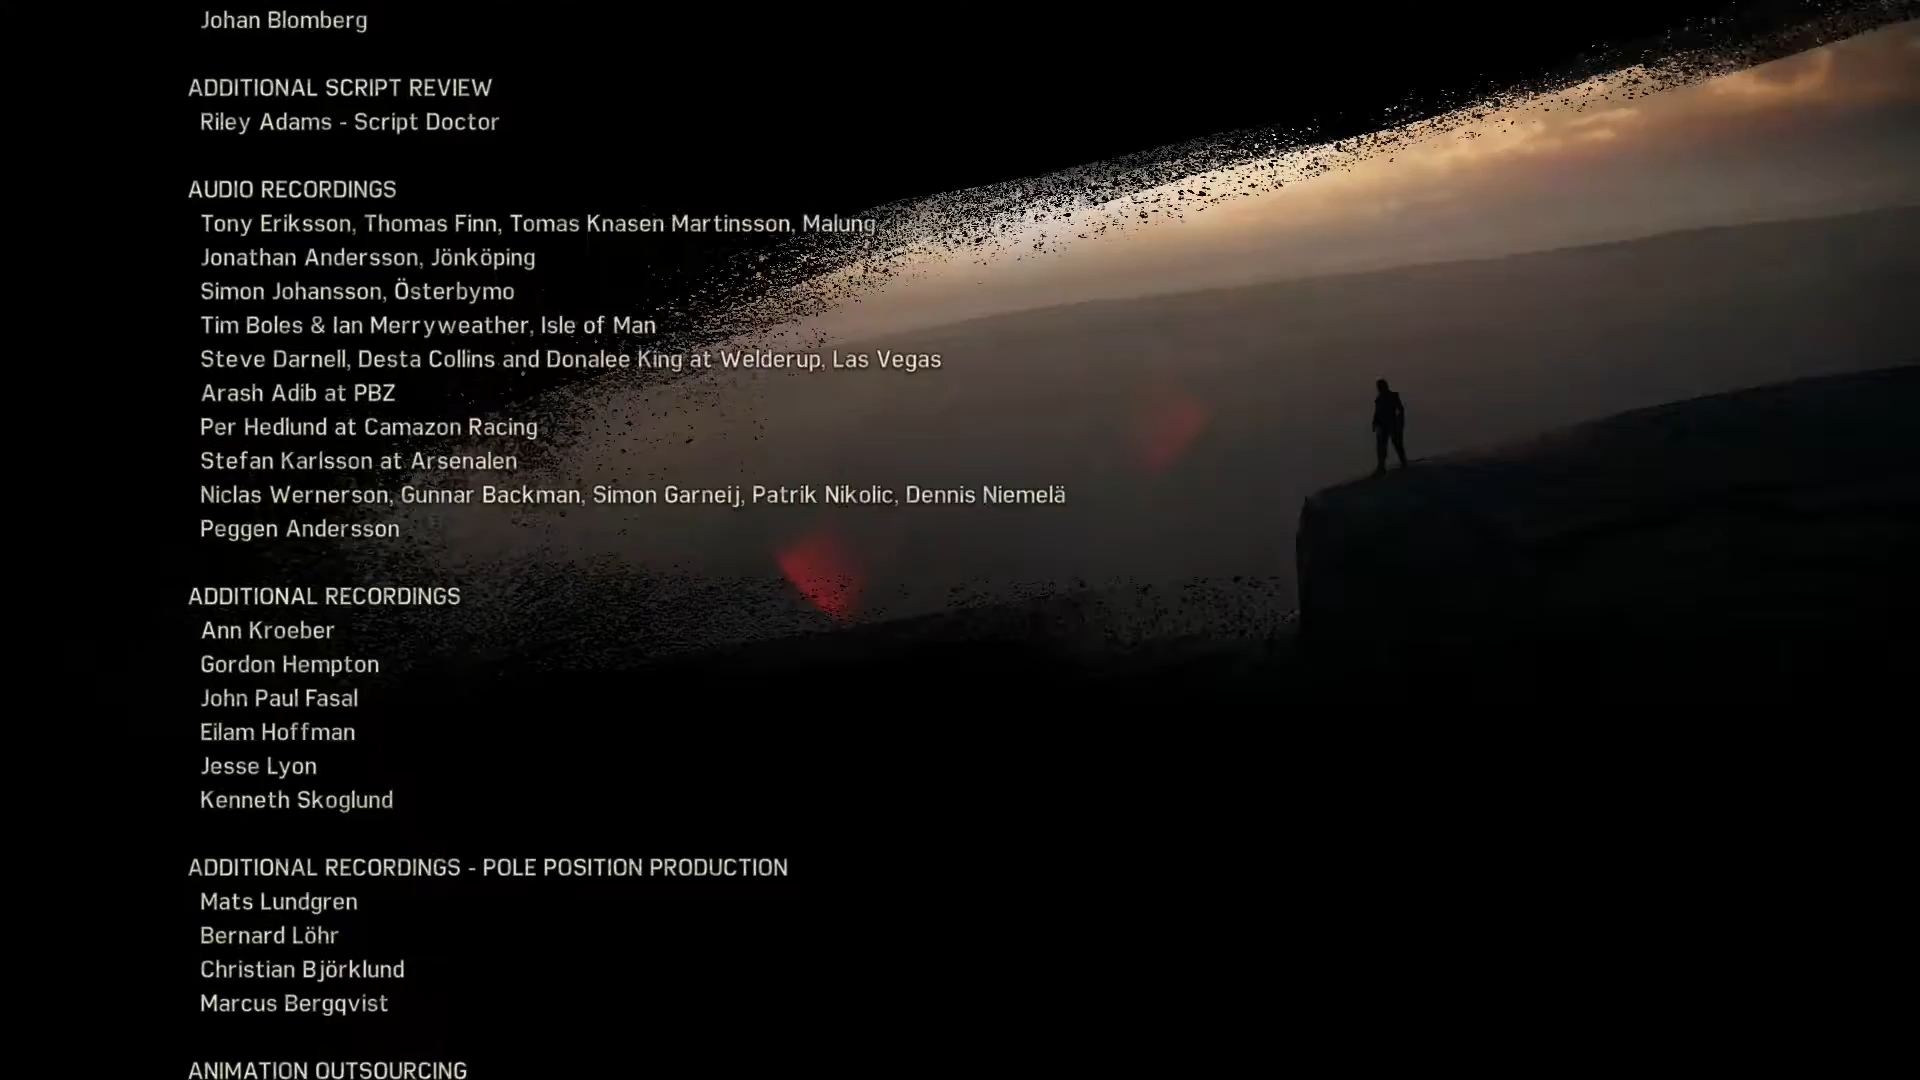 Johan Blomberg
ADDITIONAL SCRIPT REVIEW
Riley Adams - Script Doctor
AUDIO RECORDINGS
Tony Eriksson, Thomas Finn, Tomas Knasen Martinsson, Malung
Jonathan Andersson, Jönköping
Simon Johansson, Österbymo
Tim Boles & Ian Merryweather, Isle of Man
Steve Darnell, Desta Collins and Donalee King at Welderup, Las Vegas
Arash Adib at PBZ
Per Hedlund at Camazon Racing
Stefan Karlsson at Arsenalen
Niclas Wernerson, Gunnar Backman, Simon Garneij, Patrik Nikolic, Dennis Niemelä
Peggen Andersson
ADDITIONAL RECORDINGS
Ann Kroeber
Gordon Hempton
John Paul Fasal
Eilam Hoffman
Jesse Lyon
Kenneth Skoglund
ADDITIONAL RECORDINGS - POLE POSITION PRODUCTION
Mats Lundgren
Bernard Löhr
Christian Björklund
Marcus Bergqvist
ANIMATION OUTSOURCING